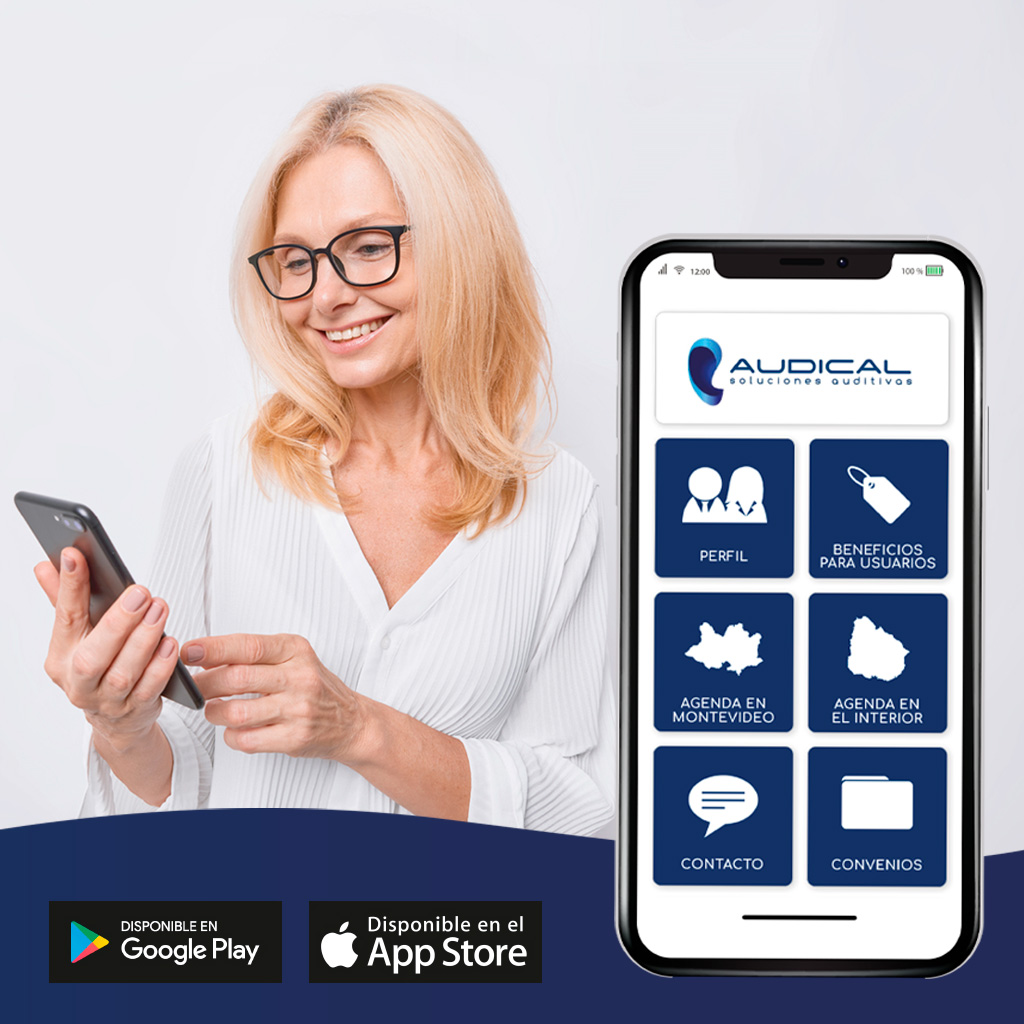 12:00
100 %
AUDICAL
soluciones auditivas
PERFIL
BENEFICIOS
PARA USUARIOS
AGENDA EN
MONTEVIDEO
AGENDA EN
EL INTERIOR
CONTACTO
CONVENIOS
DISPONIBLE EN
Google Play
Disponible en el
App Store